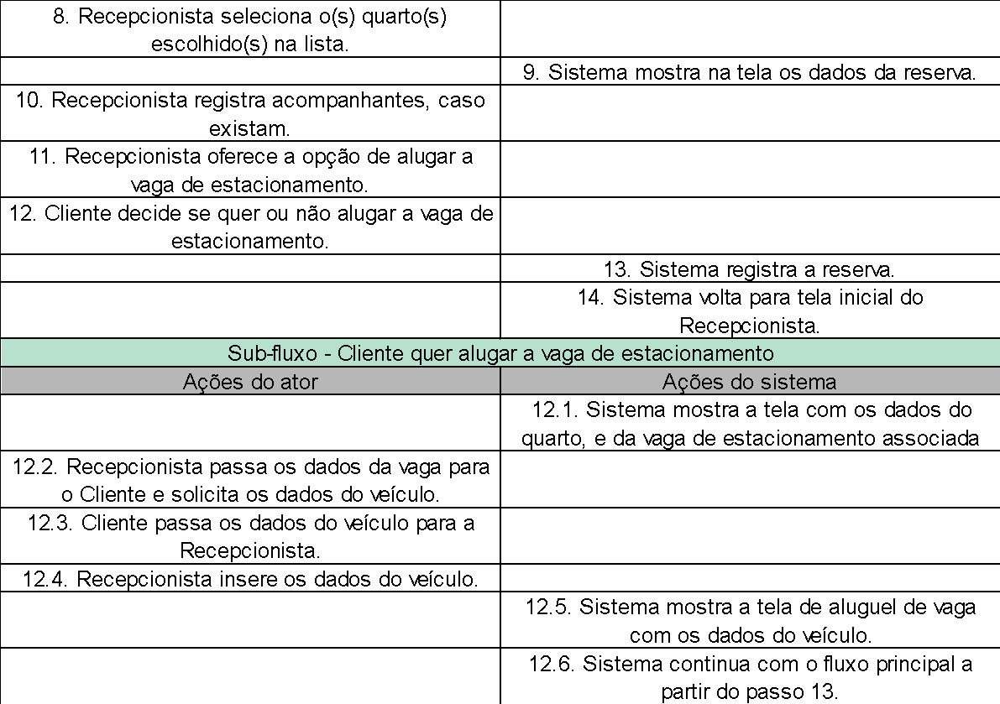 8. Recepcionista seleciona o(s) quarto(s)
escolhido(s) na lista.
9. Sistema mostra na tela os dados da reserva.
10. Recepcionista registra acompanhantes, caso
existam.
11. Recepcionista oferece a opção de alugar a
vaga de estacionamento.
12. Cliente decide se quer ou não alugar a vaga de
estacionamento.
13. Sistema registra a reserva.
14. Sistema volta para tela inicial do
Recepcionista.
Sub-fluxo - Cliente quer alugar a vaga de estacionamento
Ações do ator
Ações do sistema
12.1. Sistema mostra a tela com os dados do
quarto, e da vaga de estacionamento associada
12.2. Recepcionista passa os dados da vaga para
o Cliente e solicita os dados do veículo.
12.3. Cliente passa os dados do veículo para a
Recepcionista.
12.4. Recepcionista insere os dados do veículo.
12.5. Sistema mostra a tela de aluguel de vaga
com os dados do veículo.
12.6. Sistema continua com o fluxo principal a
partir do passo 13.